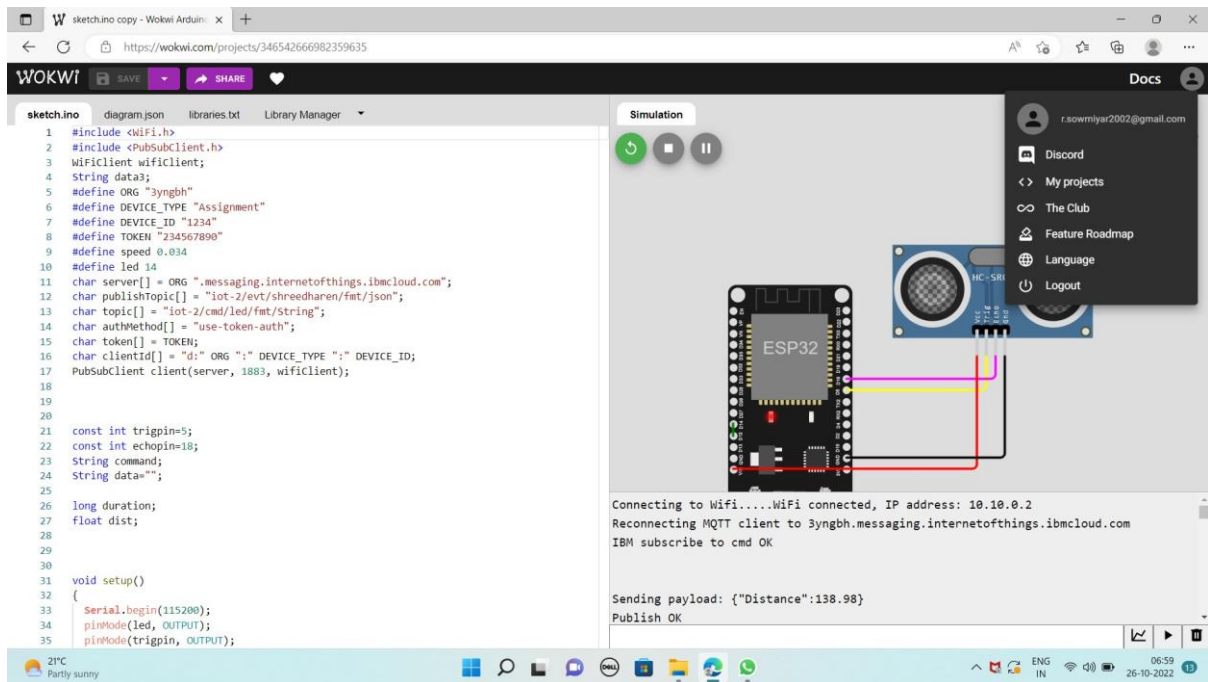 sketch.ino copy - Wokwi Arduin
https://wokwi.com/projects/346542666982359635
WOKWI SAVE SHARE Docs
sketch.ino diagram.json libraries.txt Library Manager
1 #include <WiFi.h>
2 #include <PubSubClient.h>
3 WiFiClient wifiClient;
4 String data3;
5 #define ORG "3yngbh"
6 #define DEVICE_TYPE "Assignment"
7 #define DEVICE_ID "1234"
8 #define TOKEN "234567890"
9 #define speed 0.034
10 #define led 14
11 char server[] = ORG ".messaging.internetofthings.ibmcloud.com";
12 char publishTopic[] = "iot-2/evt/shreedharen/fmt/json";
13 char topic[] = "iot-2/cmd/led/fmt/String";
14 char authMethod[] = "use-token-auth";
15 char token[] = TOKEN;
16 char clientId[] = "d:" ORG ":" DEVICE_TYPE ":" DEVICE_ID;
17 PubSubClient client(server, 1883, wifiClient);
18
19
20
21 const int trigpin=5;
22 const int echopin=18;
23 String command;
24 String data="";
25
26 long duration;
27 float dist;
28
29
30
31 void setup()
32 {
33 Serial.begin(115200);
34 pinMode(led, OUTPUT);
35 pinMode(trigpin, OUTPUT);
Simulation
r.sowmiyar2002@gmail.com
Discord
My projects
The Club
Feature Roadmap
Language
Logout
HC-SR
Vcc
Trig
Echo
Gnd
ESP32
Connecting to Wifi.....WiFi connected, IP address: 10.10.0.2
Reconnecting MQTT client to 3yngbh.messaging.internetofthings.ibmcloud.com
IBM subscribe to cmd OK
Sending payload: {"Distance":138.98}
Publish OK
21°C
Partly sunny
DELL
ENG
IN
06:59
26-10-2022
13